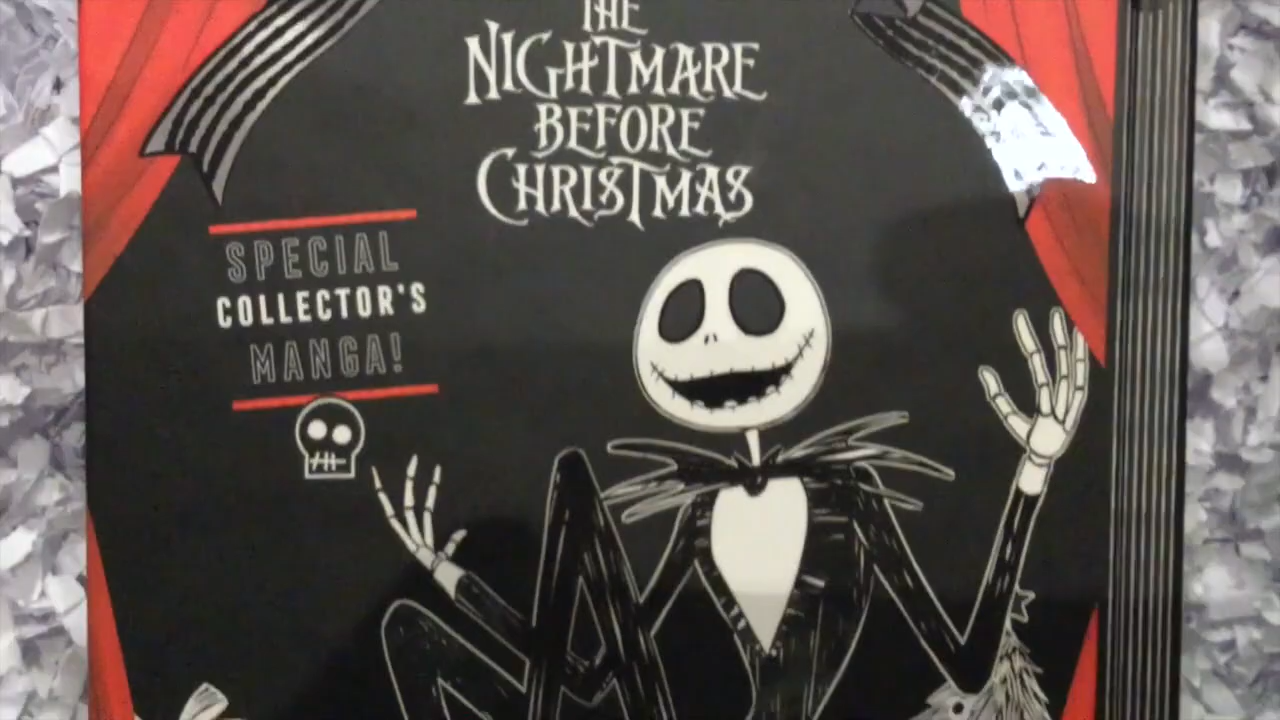 THE
NIGHTMARE
BEFORE
CHRISTMAS
SPECIAL
COLLECTOR'S
MANGA!